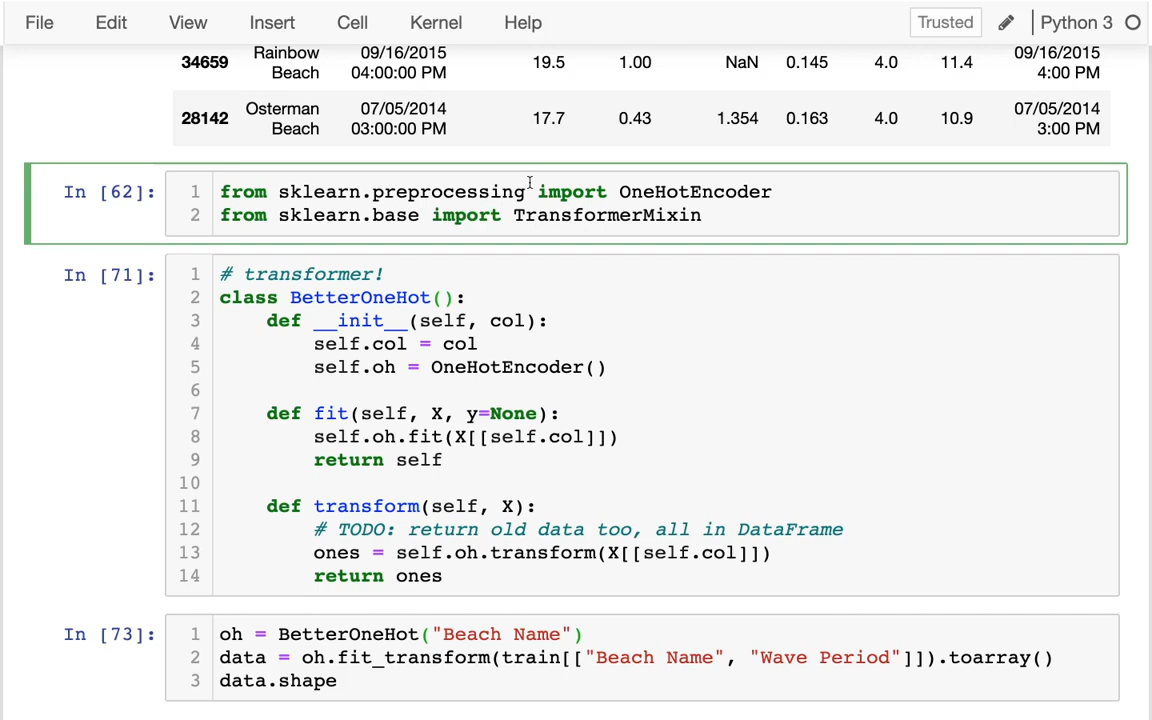 File Edit View Insert Cell Kernel Help Trusted Python 3
34659 Rainbow Beach 09/16/2015 04:00:00 PM 19.5 1.00 NaN 0.145 4.0 11.4 09/16/2015 4:00 PM
28142 Osterman Beach 07/05/2014 03:00:00 PM 17.7 0.43 1.354 0.163 4.0 10.9 07/05/2014 3:00 PM
In [62]:
1 from sklearn.preprocessing import OneHotEncoder
2 from sklearn.base import TransformerMixin
In [71]:
1 # transformer!
2 class BetterOneHot():
3     def __init__(self, col):
4         self.col = col
5         self.oh = OneHotEncoder()
6
7     def fit(self, X, y=None):
8         self.oh.fit(X[[self.col]])
9         return self
10
11     def transform(self, X):
12         # TODO: return old data too, all in DataFrame
13         ones = self.oh.transform(X[[self.col]])
14         return ones
In [73]:
1 oh = BetterOneHot("Beach Name")
2 data = oh.fit_transform(train[["Beach Name", "Wave Period"]]).toarray()
3 data.shape